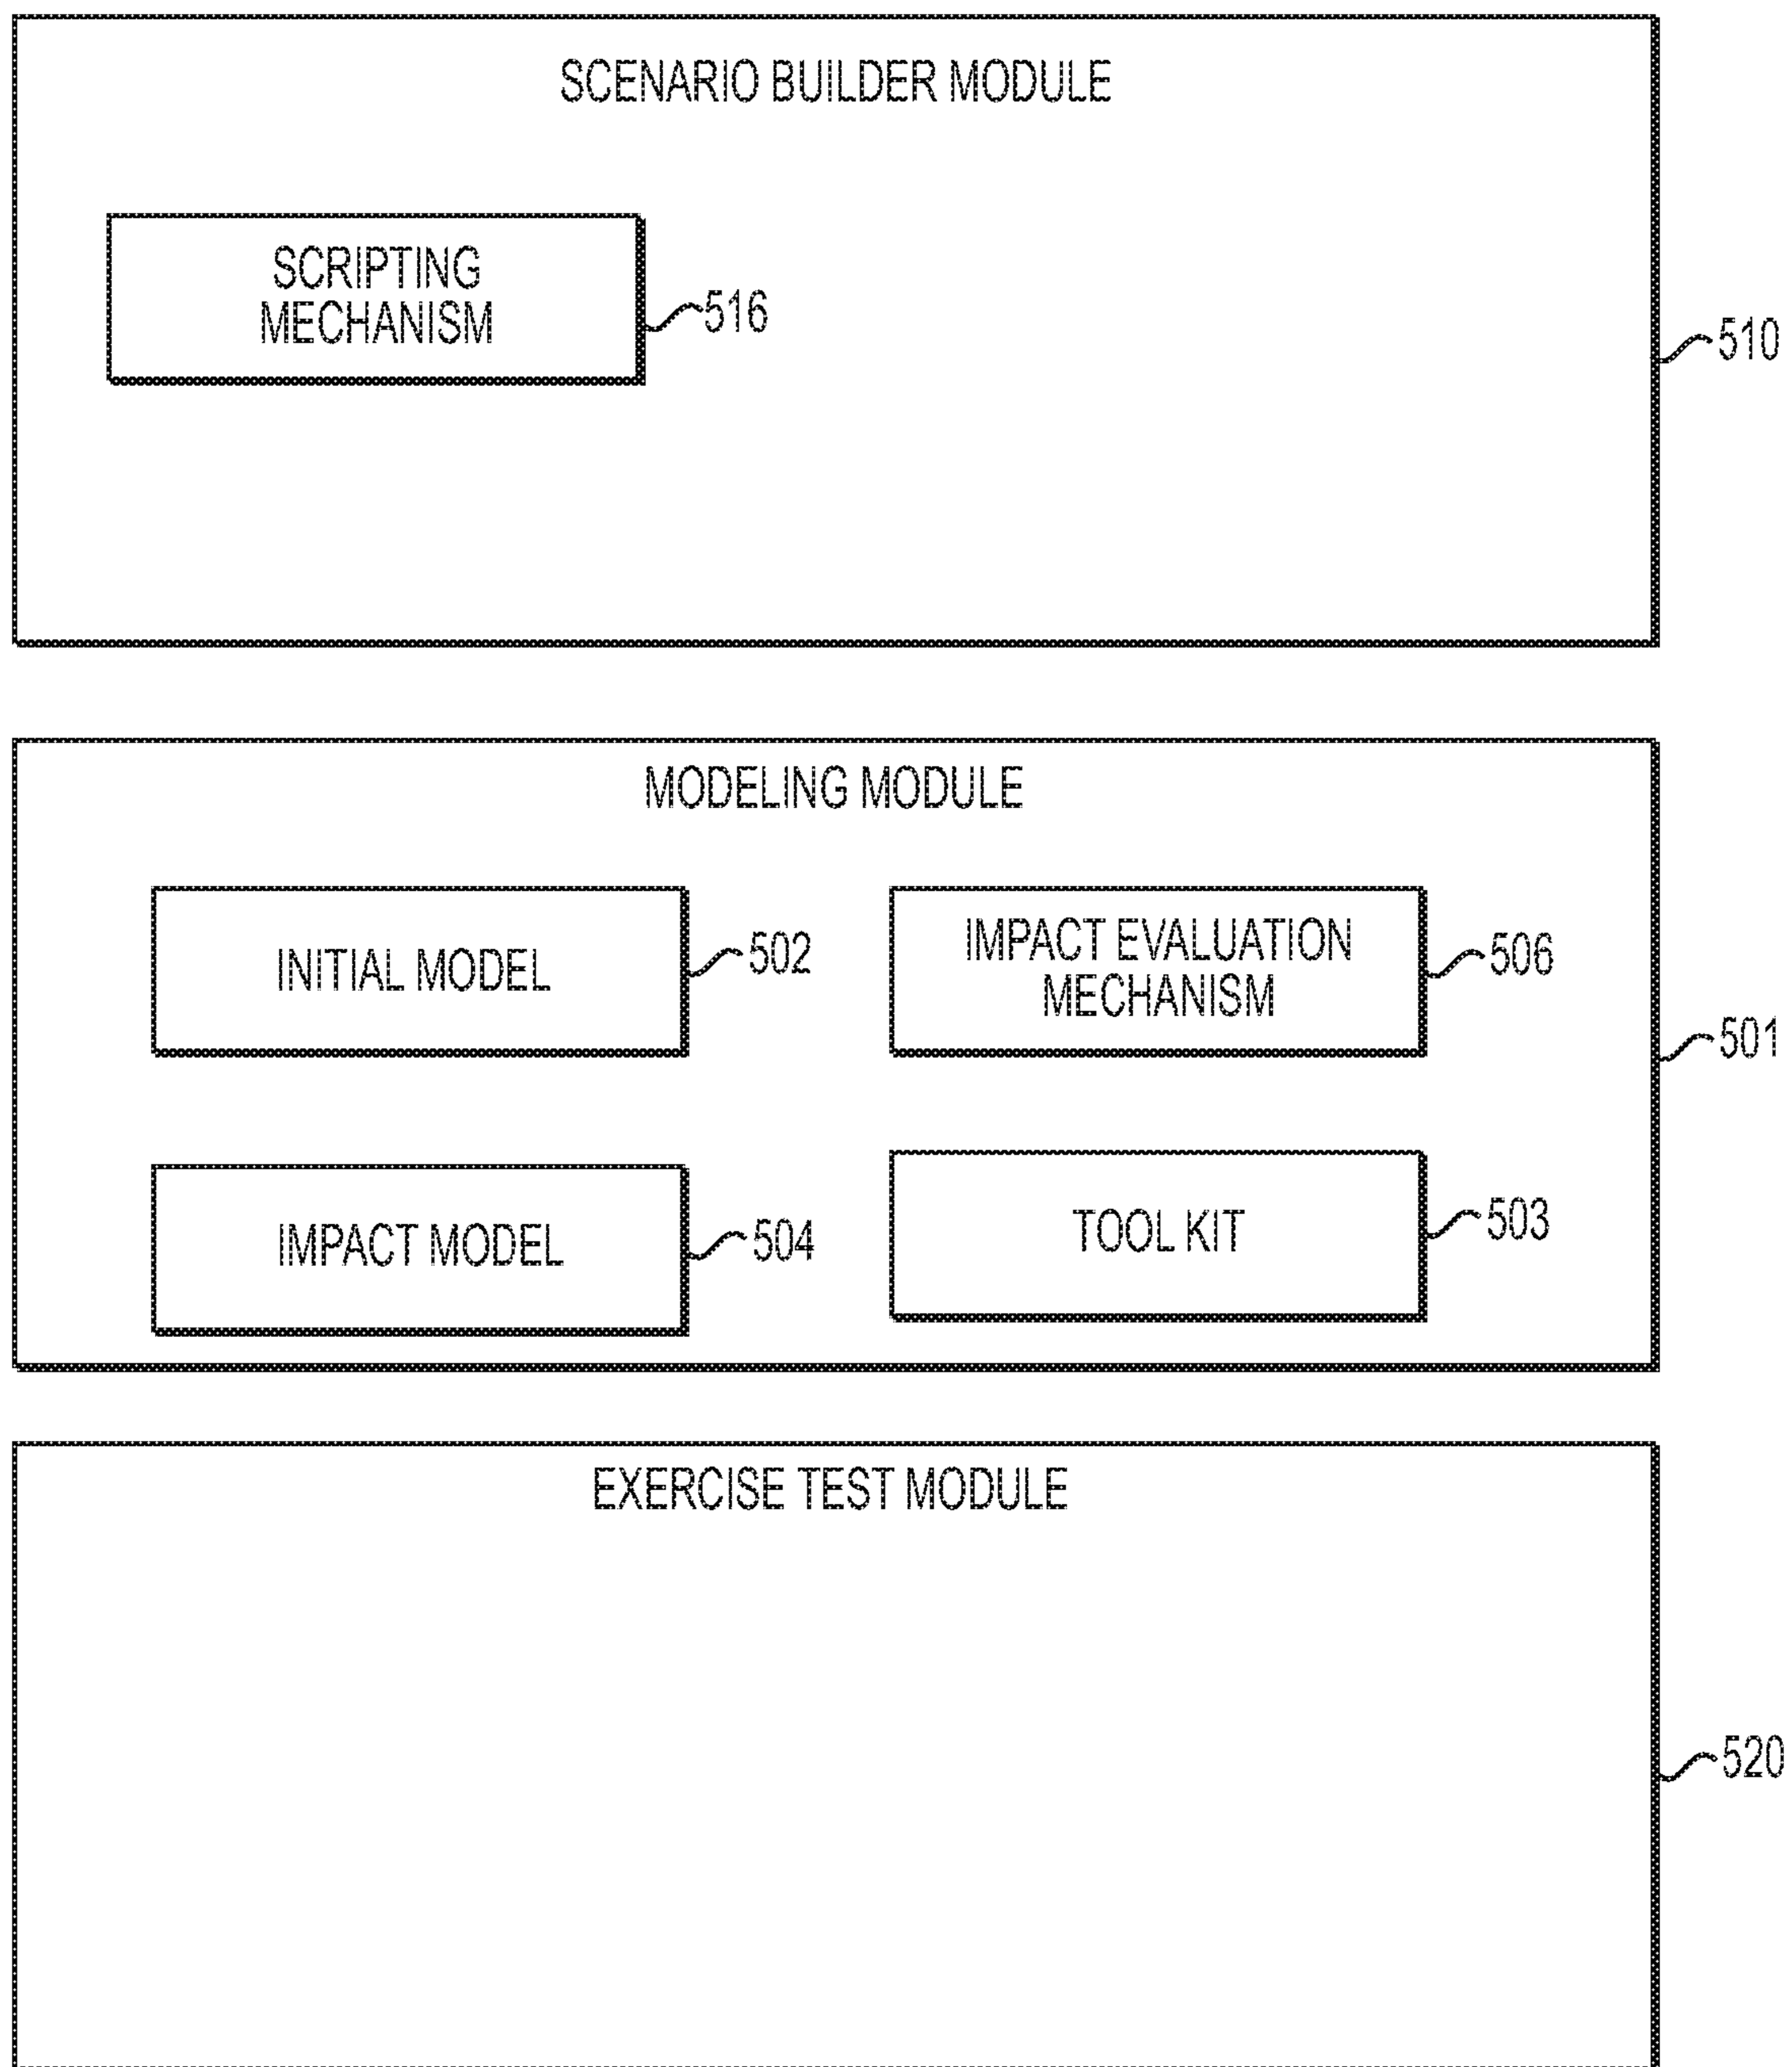 SCENARIO BUILDER MODULE
SCRIPTING
MECHANISM
516
510
MODELING MODULE
INITIAL MODEL
502
IMPACT EVALUATION
MECHANISM
506
501
IMPACT MODEL
504
TOOL KIT
503
EXERCISE TEST MODULE
520